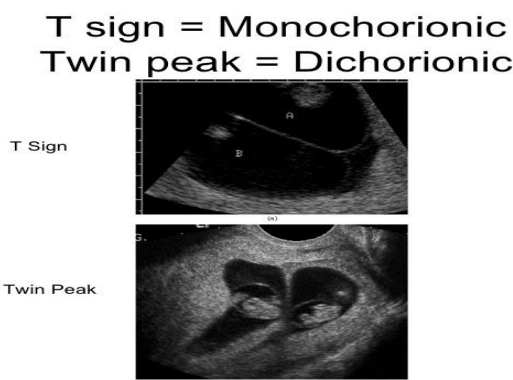 T sign = Monochorionic
Twin peak = Dichorionic
T Sign
A
B
(a)
G.
Twin Peak